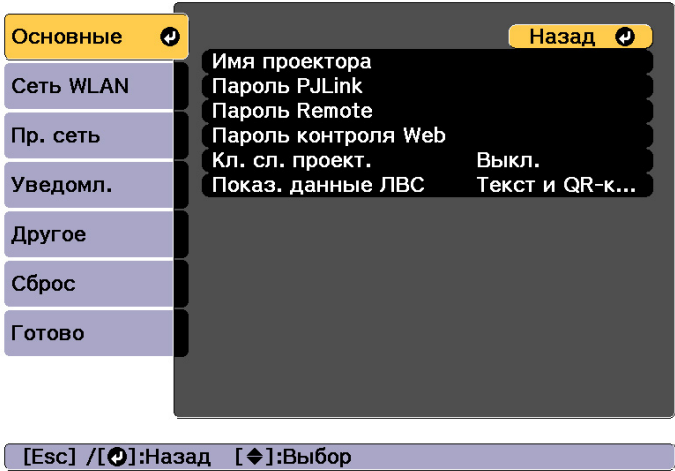 Основные
Назад
Имя проектора
Сеть WLAN
Пароль PJLink
Пароль Remote
Пр. сеть
Пароль контроля Web
Кл. сл. проект. Выкл.
Уведомл.
Показ. данные ЛВС Текст и QR-к...
Другое
Сброс
Готово
[Esc] /[ ]:Назад [ ]:Выбор